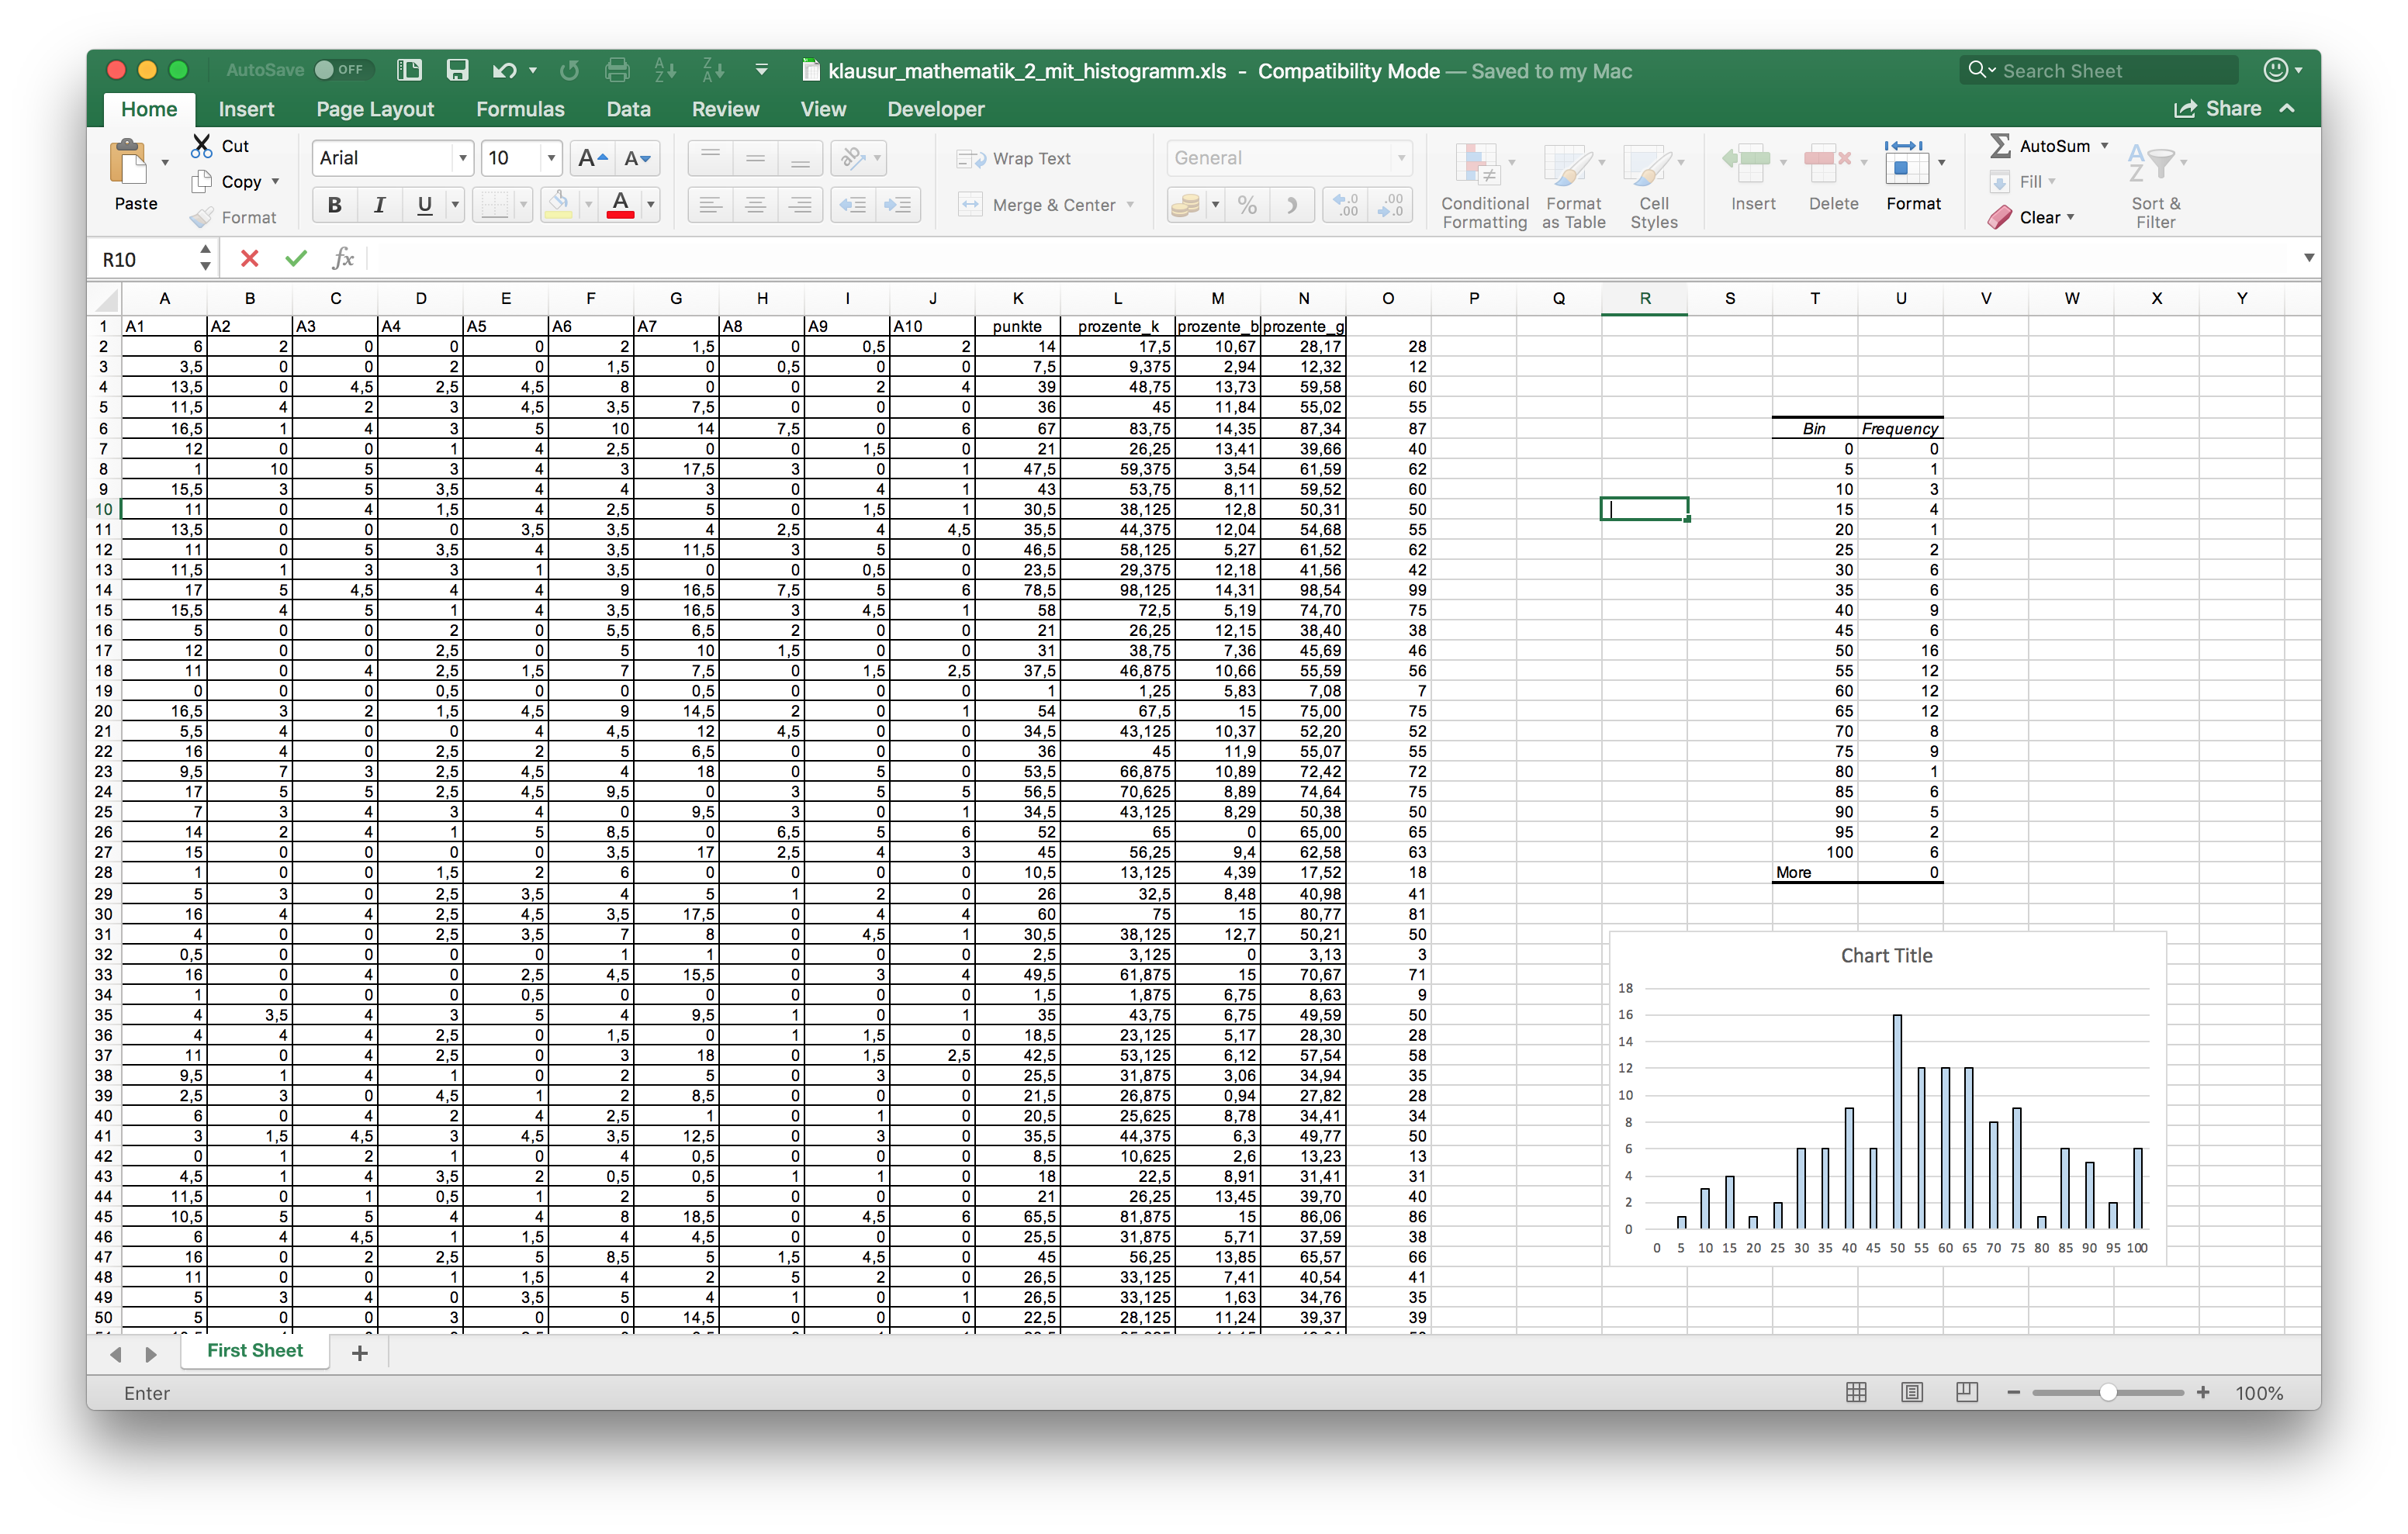 AutoSave OFF klausur_mathematik_2_mit_histogramm.xls - Compatibility Mode — Saved to my Mac Search Sheet
Home Insert Page Layout Formulas Data Review View Developer Share
Paste Cut Copy Format Arial 10 A A B I U A ab Wrap Text Merge & Center General % .0 .00 .00 .0 Conditional Formatting Format as Table Cell Styles Insert Delete Format AutoSum Fill Clear A Z Sort & Filter
R10 fx
A B C D E F G H I J K L M N O P Q R S T U V W X Y
1 A1 A2 A3 A4 A5 A6 A7 A8 A9 A10 punkte prozente_k prozente_b prozente_g
2 6 2 0 0 0 2 1,5 0 0,5 2 14 17,5 10,67 28,17 28
3 3,5 0 0 2 0 1,5 0 0,5 0 0 7,5 9,375 2,94 12,32 12
4 13,5 0 4,5 2,5 4,5 8 0 0 2 4 39 48,75 13,73 59,58 60
5 11,5 4 2 3 4,5 3,5 7,5 0 0 0 36 45 11,84 55,02 55
6 16,5 1 4 3 5 10 14 7,5 0 6 67 83,75 14,35 87,34 87 Bin Frequency
7 12 0 0 1 4 2,5 0 0 1,5 0 21 26,25 13,41 39,66 40 0 0
8 1 10 5 3 4 3 17,5 3 0 1 47,5 59,375 3,54 61,59 62 5 1
9 15,5 3 5 3,5 4 4 3 0 4 1 43 53,75 8,11 59,52 60 10 3
10 11 0 4 1,5 4 2,5 5 0 1,5 1 30,5 38,125 12,8 50,31 50 15 4
11 13,5 0 0 0 3,5 3,5 4 2,5 4 4,5 35,5 44,375 12,04 54,68 55 20 1
12 11 0 5 3,5 4 3,5 11,5 3 5 0 46,5 58,125 5,27 61,52 62 25 2
13 11,5 1 3 3 1 3,5 0 0 0,5 0 23,5 29,375 12,18 41,56 42 30 6
14 17 5 4,5 4 4 9 16,5 7,5 5 6 78,5 98,125 14,31 98,54 99 35 6
15 15,5 4 5 1 4 3,5 16,5 3 4,5 1 58 72,5 5,19 74,70 75 40 9
16 5 0 0 2 0 5,5 6,5 2 0 0 21 26,25 12,15 38,40 38 45 6
17 12 0 0 2,5 0 5 10 1,5 0 0 31 38,75 7,36 45,69 46 50 16
18 11 0 4 2,5 1,5 7 7,5 0 1,5 2,5 37,5 46,875 10,66 55,59 56 55 12
19 0 0 0 0,5 0 0 0,5 0 0 0 1 1,25 5,83 7,08 7 60 12
20 16,5 3 2 1,5 4,5 9 14,5 2 0 1 54 67,5 15 75,00 75 65 12
21 5,5 4 0 0 4 4,5 12 4,5 0 0 34,5 43,125 10,37 52,20 52 70 8
22 16 4 0 2,5 2 5 6,5 0 0 0 36 45 11,9 55,07 55 75 9
23 9,5 7 3 2,5 4,5 4 18 0 5 0 53,5 66,875 10,89 72,42 72 80 1
24 17 5 5 2,5 4,5 9,5 0 3 5 5 56,5 70,625 8,89 74,64 75 85 6
25 7 3 4 3 4 0 9,5 3 0 1 34,5 43,125 8,29 50,38 50 90 5
26 14 2 4 1 5 8,5 0 6,5 5 6 52 65 0 65,00 65 95 2
27 15 0 0 0 0 3,5 17 2,5 4 3 45 56,25 9,4 62,58 63 100 6
28 1 0 0 1,5 2 6 0 0 0 0 10,5 13,125 4,39 17,52 18 More 0
29 5 3 0 2,5 3,5 4 5 1 2 0 26 32,5 8,48 40,98 41
30 16 4 4 2,5 4,5 3,5 17,5 0 4 4 60 75 15 80,77 81
31 4 0 0 2,5 3,5 7 8 0 4,5 1 30,5 38,125 12,7 50,21 50
32 0,5 0 0 0 0 1 1 0 0 0 2,5 3,125 0 3,13 3
33 16 0 4 0 2,5 4,5 15,5 0 3 4 49,5 61,875 15 70,67 71
34 1 0 0 0 0,5 0 0 0 0 0 1,5 1,875 6,75 8,63 9
35 4 3,5 4 3 5 4 9,5 1 0 1 35 43,75 6,75 49,59 50
36 4 4 4 2,5 0 1,5 0 1 1,5 0 18,5 23,125 5,17 28,30 28
37 11 0 4 2,5 0 3 18 0 1,5 2,5 42,5 53,125 6,12 57,54 58
38 9,5 1 4 1 0 2 5 0 3 0 25,5 31,875 3,06 34,94 35
39 2,5 3 0 4,5 1 2 8,5 0 0 0 21,5 26,875 0,94 27,82 28
40 6 0 4 2 4 2,5 1 0 1 0 20,5 25,625 8,78 34,41 34
41 3 1,5 4,5 3 4,5 3,5 12,5 0 3 0 35,5 44,375 6,3 49,77 50
42 0 1 2 1 0 4 0,5 0 0 0 8,5 10,625 2,6 13,23 13
43 4,5 1 4 3,5 2 0,5 0,5 1 1 0 18 22,5 8,91 31,41 31
44 11,5 0 1 0,5 1 2 5 0 0 0 21 26,25 13,45 39,70 40
45 10,5 5 5 4 4 8 18,5 0 4,5 6 65,5 81,875 15 86,06 86
46 6 4 4,5 1 1,5 4 4,5 0 0 0 25,5 31,875 5,71 37,59 38
47 16 0 2 2,5 5 8,5 5 1,5 4,5 0 45 56,25 13,85 65,57 66
48 11 0 0 1 1,5 4 2 5 2 0 26,5 33,125 7,41 40,54 41
49 5 3 4 0 3,5 5 4 1 0 1 26,5 33,125 1,63 34,76 35
50 5 0 0 3 0 0 14,5 0 0 0 22,5 28,125 11,24 39,37 39
Chart Title
18
16
14
12
10
8
6
4
2
0
0 5 10 15 20 25 30 35 40 45 50 55 60 65 70 75 80 85 90 95 100
First Sheet +
Enter 100%